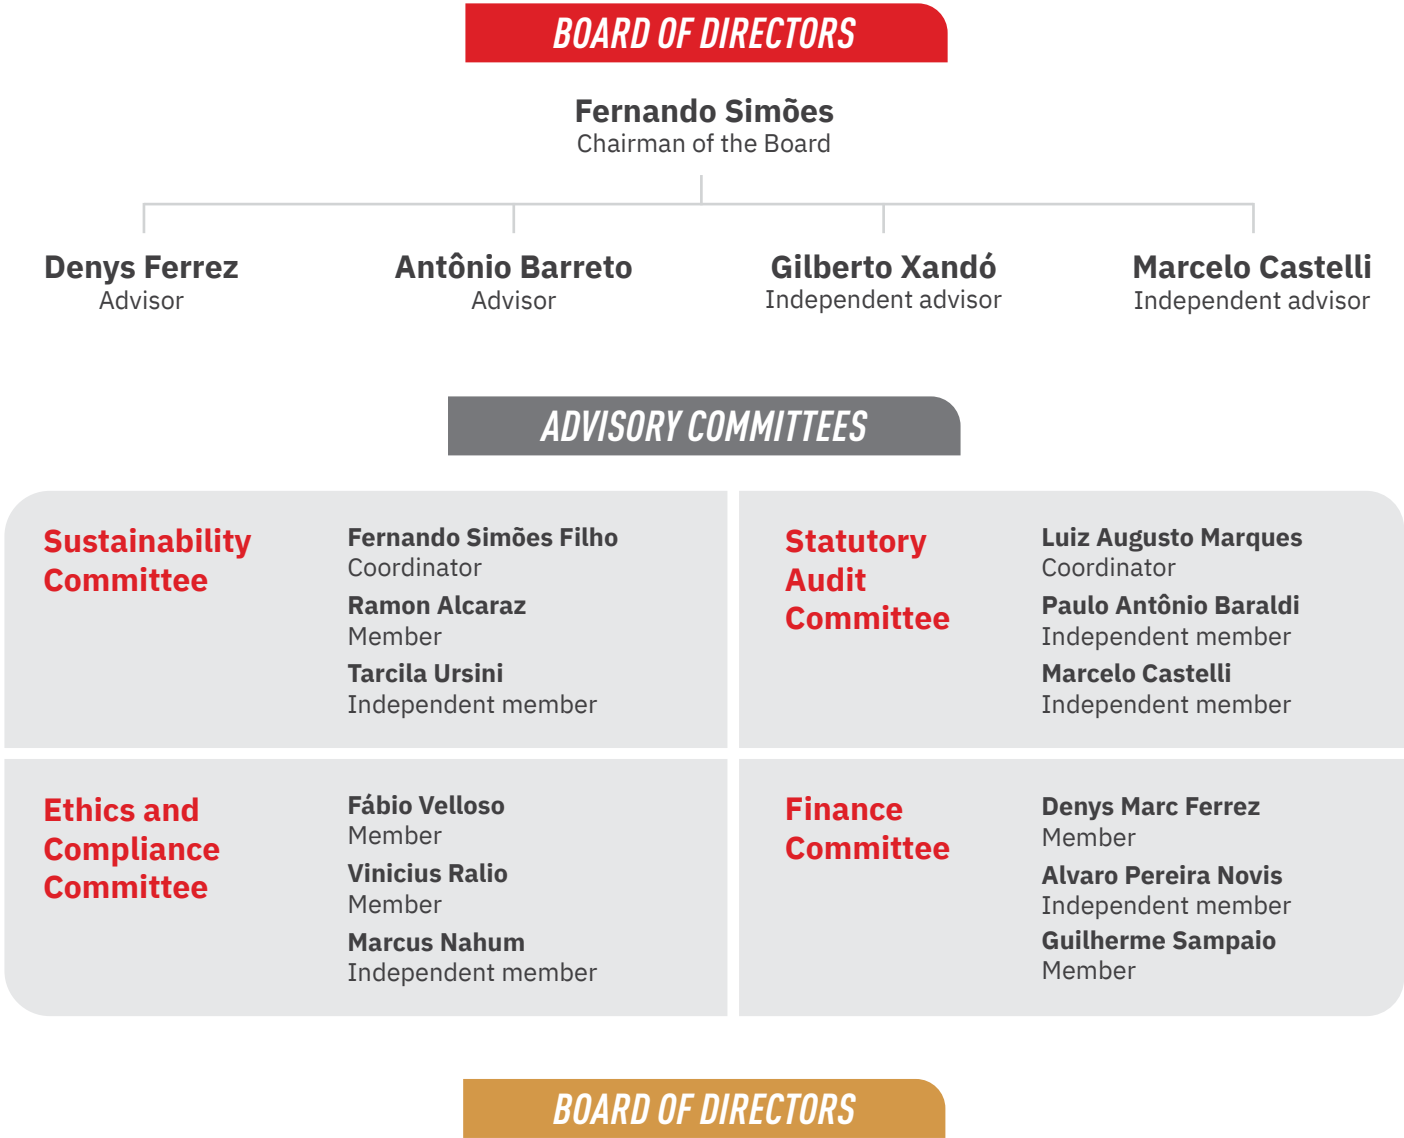 BOARD OF DIRECTORS
Fernando Simões
Chairman of the Board
Denys Ferrez
Advisor
Antônio Barreto
Advisor
Gilberto Xandó
Independent advisor
Marcelo Castelli
Independent advisor
ADVISORY COMMITTEES
Sustainability
Committee
Fernando Simões Filho
Coordinator
Ramon Alcaraz
Member
Tarcila Ursini
Independent member
Statutory
Audit
Committee
Luiz Augusto Marques
Coordinator
Paulo Antônio Baraldi
Independent member
Marcelo Castelli
Independent member
Ethics and
Compliance
Committee
Fábio Velloso
Member
Vinicius Ralio
Member
Marcus Nahum
Independent member
Finance
Committee
Denys Marc Ferrez
Member
Alvaro Pereira Novis
Independent member
Guilherme Sampaio
Member
BOARD OF DIRECTORS